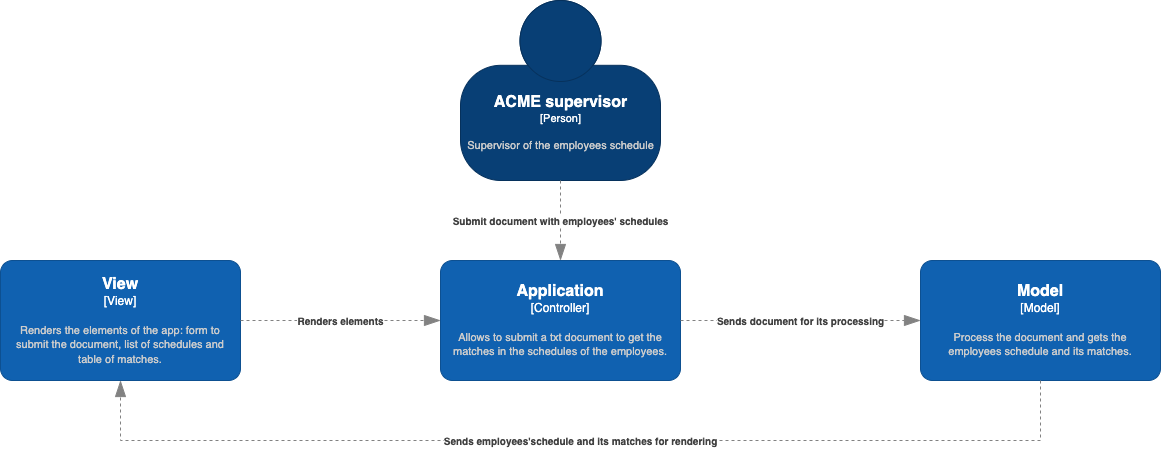 ACME supervisor
[Person]
Supervisor of the employees schedule
Submit document with employees' schedules
View
[View]
Renders the elements of the app: form to
submit the document, list of schedules and
table of matches.
Renders elements
Application
[Controller]
Allows to submit a txt document to get the
matches in the schedules of the employees.
Sends document for its processing
Model
[Model]
Process the document and gets the
employees schedule and its matches.
Sends employees'schedule and its matches for rendering